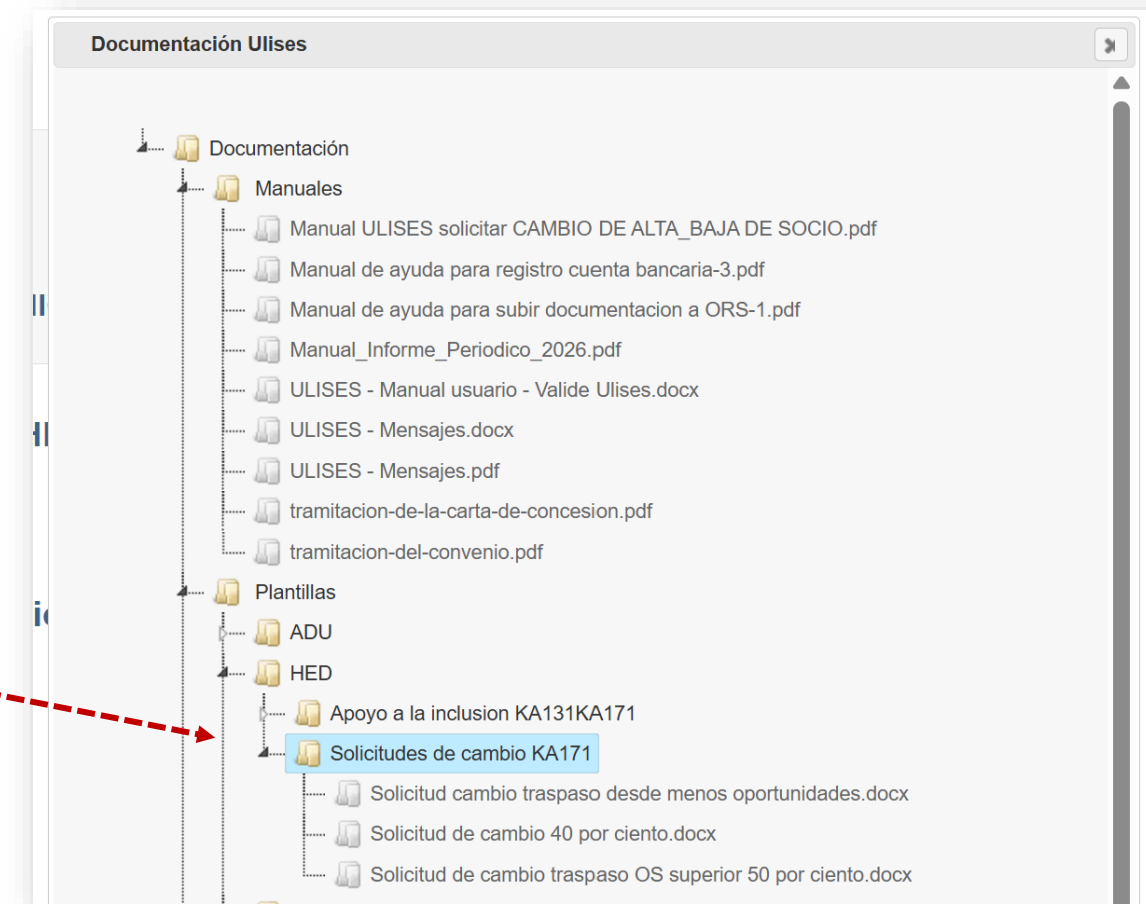 Documentación Ulises
Documentación
Manuales
Manual ULISES solicitar CAMBIO DE ALTA_BAJA DE SOCIO.pdf
Manual de ayuda para registro cuenta bancaria-3.pdf
Manual de ayuda para subir documentacion a ORS-1.pdf
Manual_Informe_Periodico_2026.pdf
ULISES - Manual usuario - Valide Ulises.docx
ULISES - Mensajes.docx
ULISES - Mensajes.pdf
tramitacion-de-la-carta-de-concesion.pdf
tramitacion-del-convenio.pdf
Plantillas
ADU
HED
Apoyo a la inclusion KA131KA171
Solicitudes de cambio KA171
Solicitud cambio traspaso desde menos oportunidades.docx
Solicitud de cambio 40 por ciento.docx
Solicitud de cambio traspaso OS superior 50 por ciento.docx